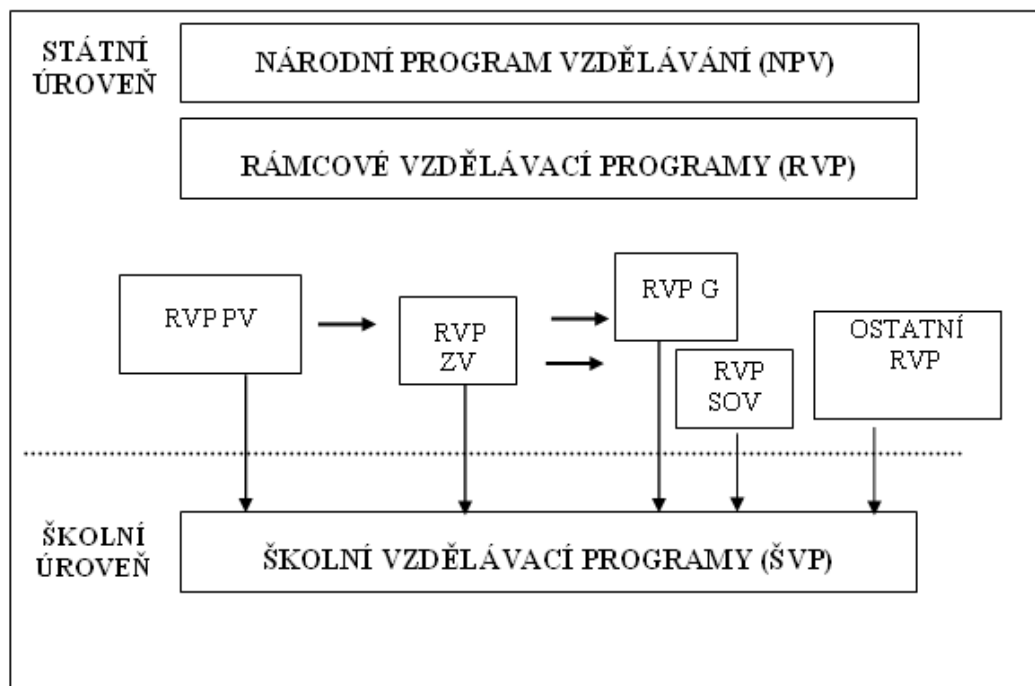 STÁTNÍ
ÚROVEŇ
NÁRODNÍ PROGRAM VZDĚLÁVÁNÍ (NPV)
RÁMCOVÉ VZDĚLÁVACÍ PROGRAMY (RVP)
RVP PV
RVP
ZV
RVP G
RVP
SOV
OSTATNÍ
RVP
ŠKOLNÍ
ÚROVEŇ
ŠKOLNÍ VZDĚLÁVACÍ PROGRAMY (ŠVP)